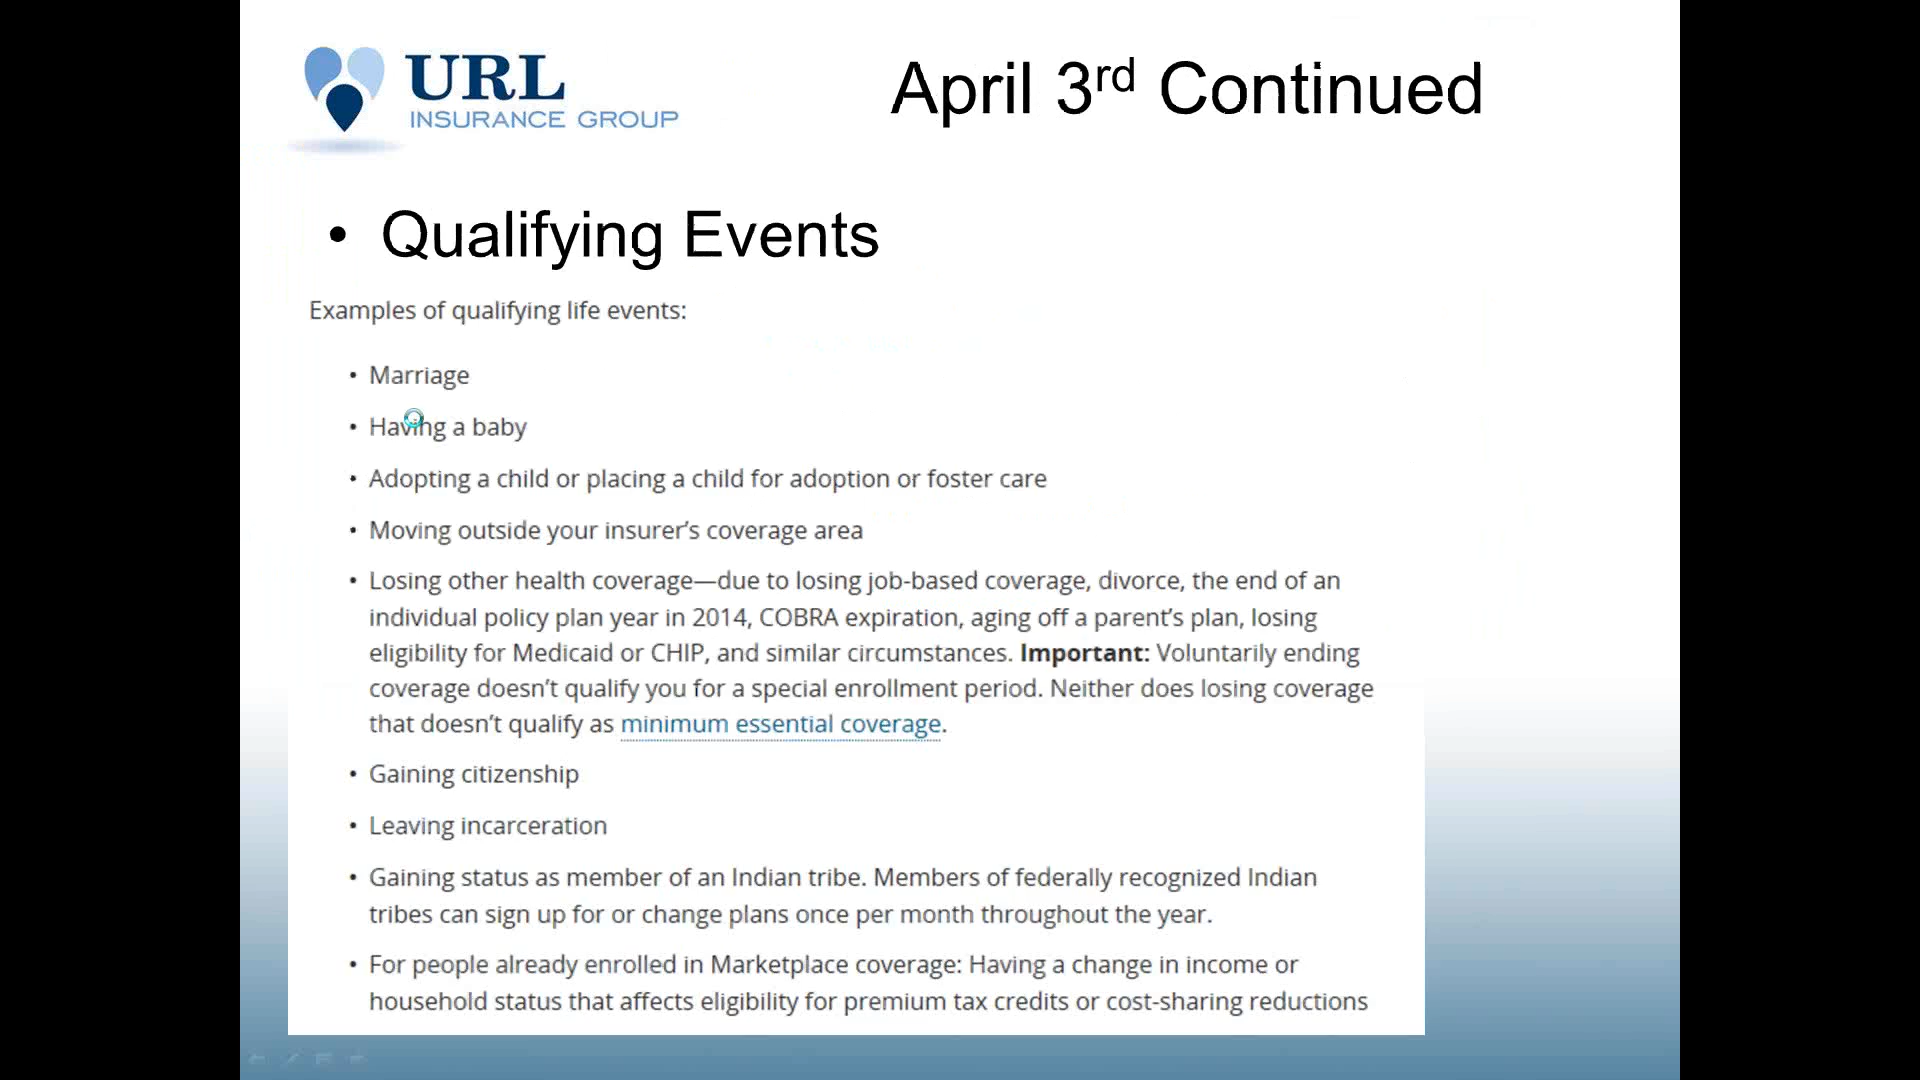 URL
INSURANCE GROUP
April 3rd Continued
• Qualifying Events
Examples of qualifying life events:
• Marriage
• Having a baby
• Adopting a child or placing a child for adoption or foster care
• Moving outside your insurer’s coverage area
• Losing other health coverage—due to losing job-based coverage, divorce, the end of an
individual policy plan year in 2014, COBRA expiration, aging off a parent’s plan, losing
eligibility for Medicaid or CHIP, and similar circumstances. Important: Voluntarily ending
coverage doesn’t qualify you for a special enrollment period. Neither does losing coverage
that doesn’t qualify as minimum essential coverage.
• Gaining citizenship
• Leaving incarceration
• Gaining status as member of an Indian tribe. Members of federally recognized Indian
tribes can sign up for or change plans once per month throughout the year.
• For people already enrolled in Marketplace coverage: Having a change in income or
household status that affects eligibility for premium tax credits or cost-sharing reductions